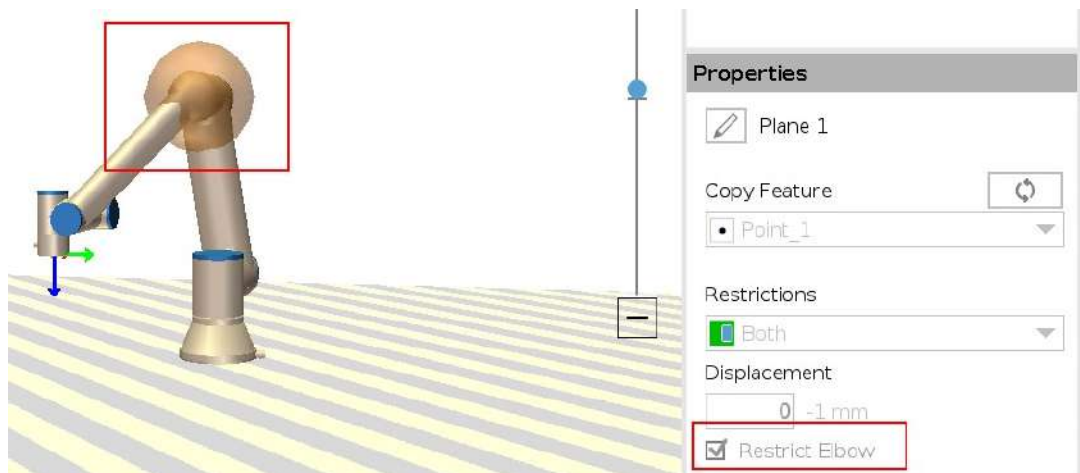 Properties
Plane 1
Copy Feature
Point_1
Restrictions
Both
Displacement
0 -1 mm
Restrict Elbow